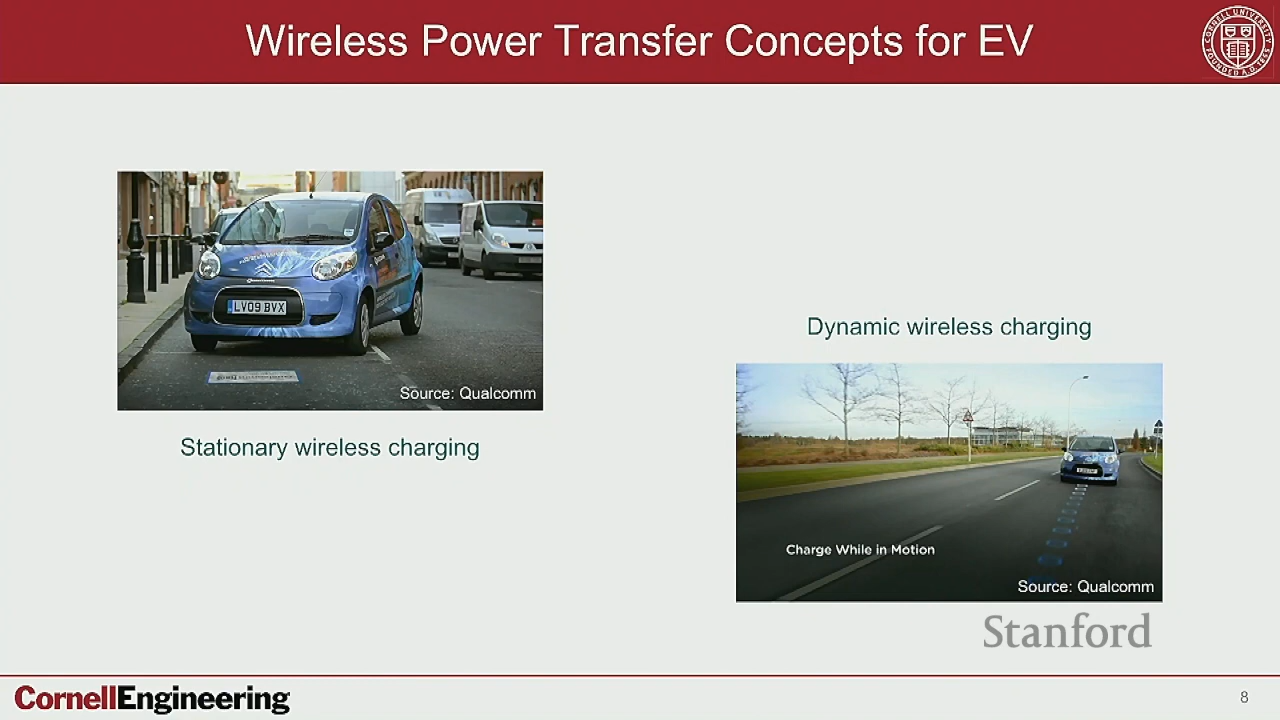 Wireless Power Transfer Concepts for EV
LV09 BVX
Source: Qualcomm
Stationary wireless charging
Dynamic wireless charging
Charge While in Motion
Source: Qualcomm
Stanford
CornellEngineering
8